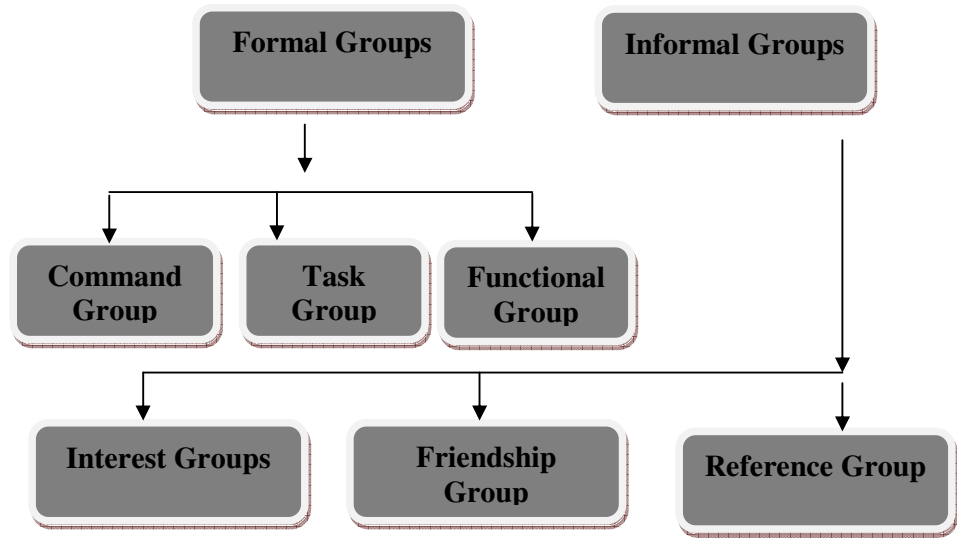 Formal Groups
Informal Groups
Command
Group
Task
Group
Functional
Group
Interest Groups
Friendship
Group
Reference Group